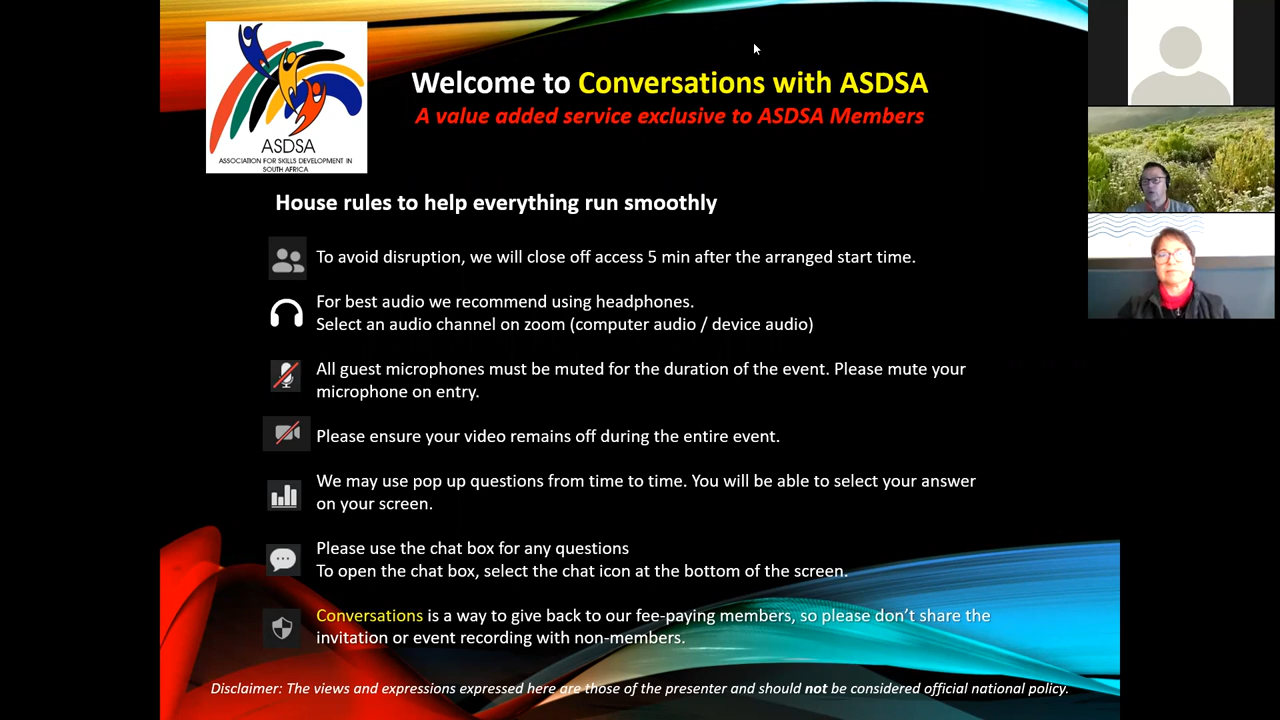 ASDSA
ASSOCIATION FOR SKILLS DEVELOPMENT IN
SOUTH AFRICA
Welcome to Conversations with ASDSA
A value added service exclusive to ASDSA Members
House rules to help everything run smoothly
To avoid disruption, we will close off access 5 min after the arranged start time.
For best audio we recommend using headphones.
Select an audio channel on zoom (computer audio / device audio)
All guest microphones must be muted for the duration of the event. Please mute your
microphone on entry.
Please ensure your video remains off during the entire event.
We may use pop up questions from time to time. You will be able to select your answer
on your screen.
Please use the chat box for any questions
To open the chat box, select the chat icon at the bottom of the screen.
Conversations is a way to give back to our fee-paying members, so please don’t share the
invitation or event recording with non-members.
Disclaimer: The views and expressions expressed here are those of the presenter and should not be considered official national policy.